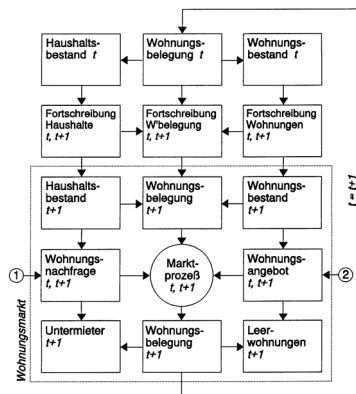 Haushalts-
bestand t
Wohnungs-
belegung t
Wohnungs-
bestand t
Fortschreibung
Haushalte
t, t+1
Fortschreibung
W'belegung
t, t+1
Fortschreibung
Wohnungen
t, t+1
Haushalts-
bestand
t+1
Wohnungs-
belegung
t+1
Wohnungs-
bestand
t+1
1
Wohnungs-
nachfrage
t, t+1
Markt-
prozeß
t, t+1
Wohnungs-
angebot
t, t+1
2
Untermieter
t+1
Wohnungs-
belegung
t+1
Leer-
wohnungen
t+1
Wohnungsmarkt
t = t+1